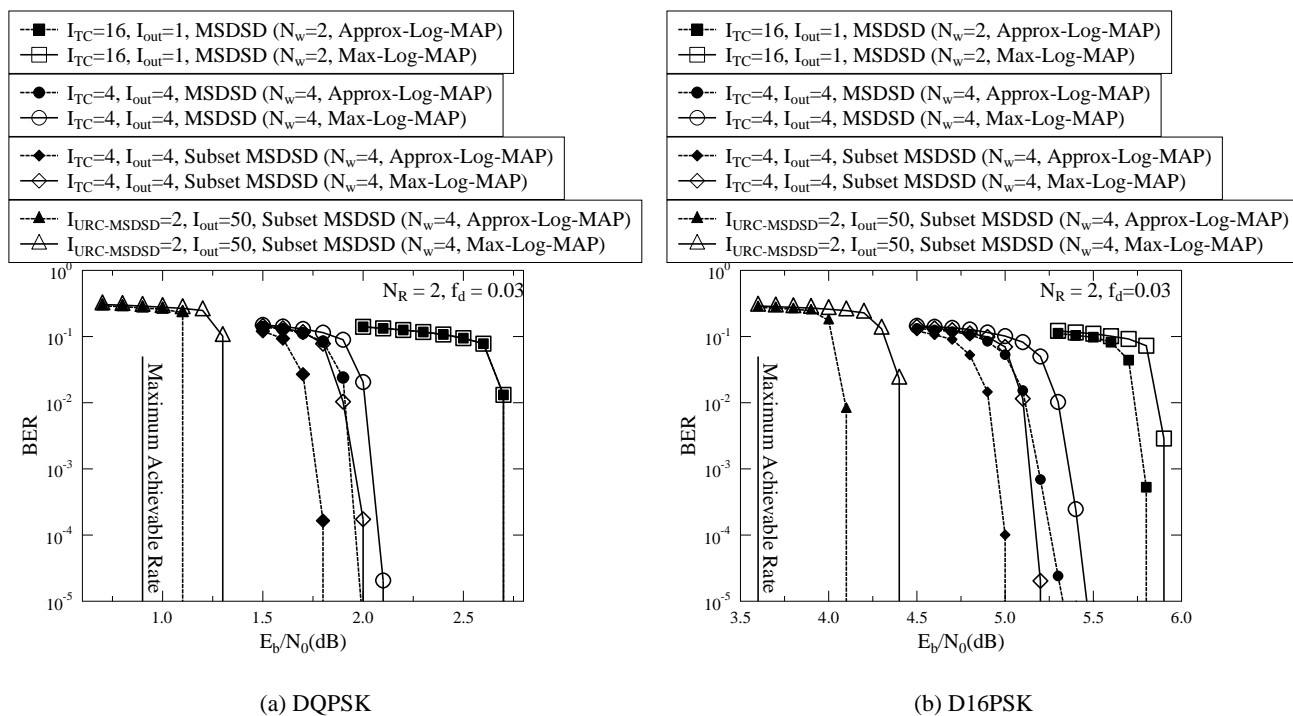 I_TC=16, I_out=1, MSDSD (N_w=2, Approx-Log-MAP)
I_TC=16, I_out=1, MSDSD (N_w=2, Max-Log-MAP)
I_TC=4, I_out=4, MSDSD (N_w=4, Approx-Log-MAP)
I_TC=4, I_out=4, MSDSD (N_w=4, Max-Log-MAP)
I_TC=4, I_out=4, Subset MSDSD (N_w=4, Approx-Log-MAP)
I_TC=4, I_out=4, Subset MSDSD (N_w=4, Max-Log-MAP)
I_URC-MSDSD=2, I_out=50, Subset MSDSD (N_w=4, Approx-Log-MAP)
I_URC-MSDSD=2, I_out=50, Subset MSDSD (N_w=4, Max-Log-MAP)
N_R = 2, f_d = 0.03
10^0
10^-1
10^-2
10^-3
10^-4
10^-5
BER
Maximum Achievable Rate
1.0 1.5 2.0 2.5
E_b/N_0(dB)
(a) DQPSK
I_TC=16, I_out=1, MSDSD (N_w=2, Approx-Log-MAP)
I_TC=16, I_out=1, MSDSD (N_w=2, Max-Log-MAP)
I_TC=4, I_out=4, MSDSD (N_w=4, Approx-Log-MAP)
I_TC=4, I_out=4, MSDSD (N_w=4, Max-Log-MAP)
I_TC=4, I_out=4, Subset MSDSD (N_w=4, Approx-Log-MAP)
I_TC=4, I_out=4, Subset MSDSD (N_w=4, Max-Log-MAP)
I_URC-MSDSD=2, I_out=50, Subset MSDSD (N_w=4, Approx-Log-MAP)
I_URC-MSDSD=2, I_out=50, Subset MSDSD (N_w=4, Max-Log-MAP)
N_R = 2, f_d=0.03
10^0
10^-1
10^-2
10^-3
10^-4
10^-5
BER
Maximum Achievable Rate
3.5 4.0 4.5 5.0 5.5 6.0
E_b/N_0(dB)
(b) D16PSK